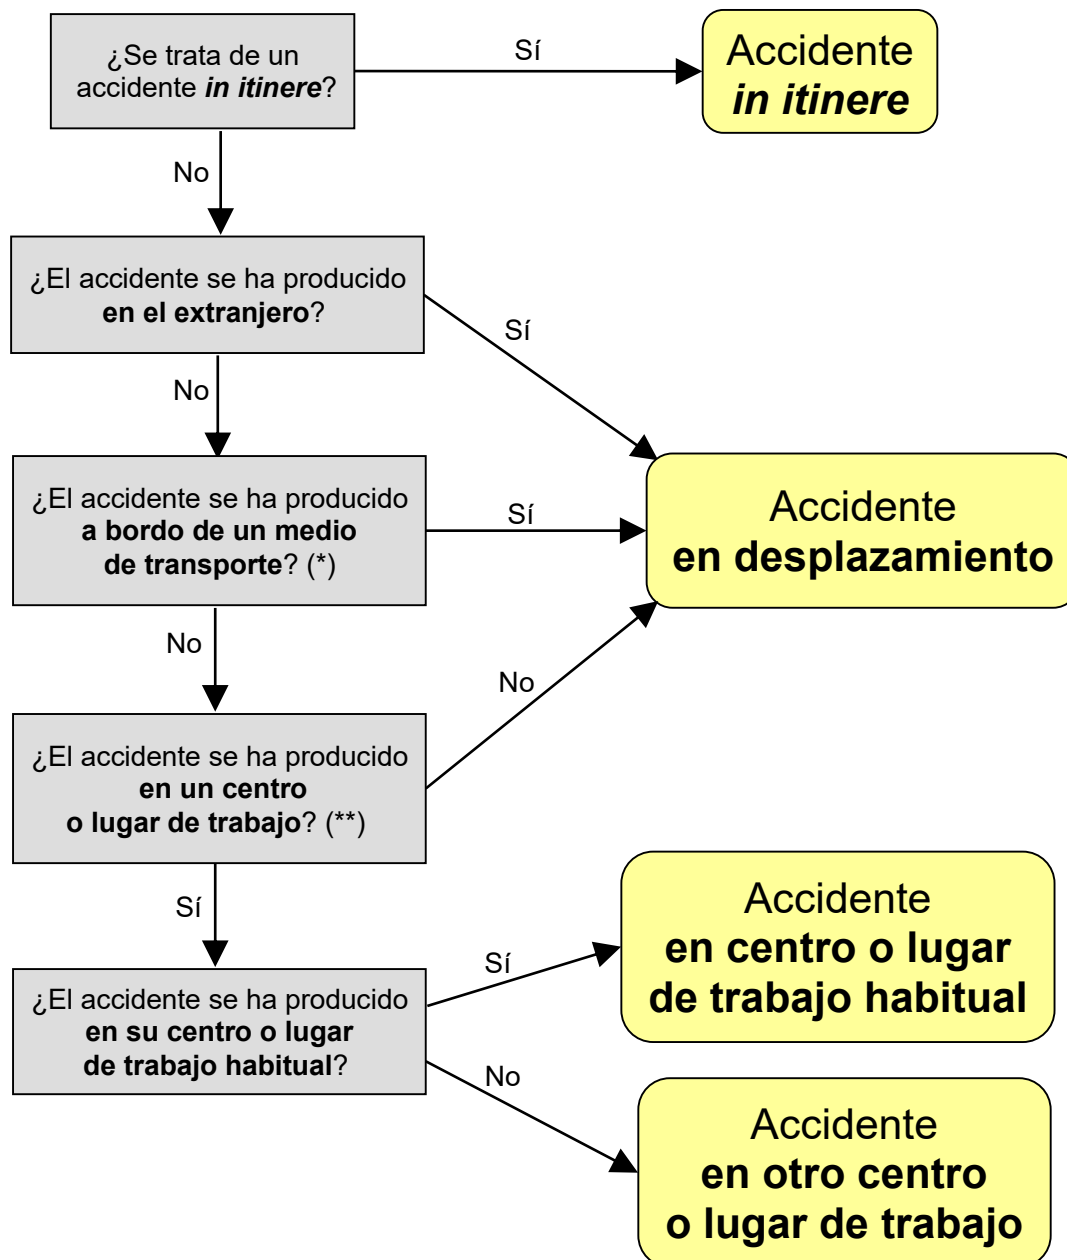 ¿Se trata de un
accidente in itinere?
Sí
Accidente
in itinere
No
¿El accidente se ha producido
en el extranjero?
Sí
No
¿El accidente se ha producido
a bordo de un medio
de transporte? (*)
Sí
Accidente
en desplazamiento
No
No
¿El accidente se ha producido
en un centro
o lugar de trabajo? (**)
Sí
Accidente
en centro o lugar
de trabajo habitual
¿El accidente se ha producido
en su centro o lugar
de trabajo habitual?
Sí
No
Accidente
en otro centro
o lugar de trabajo